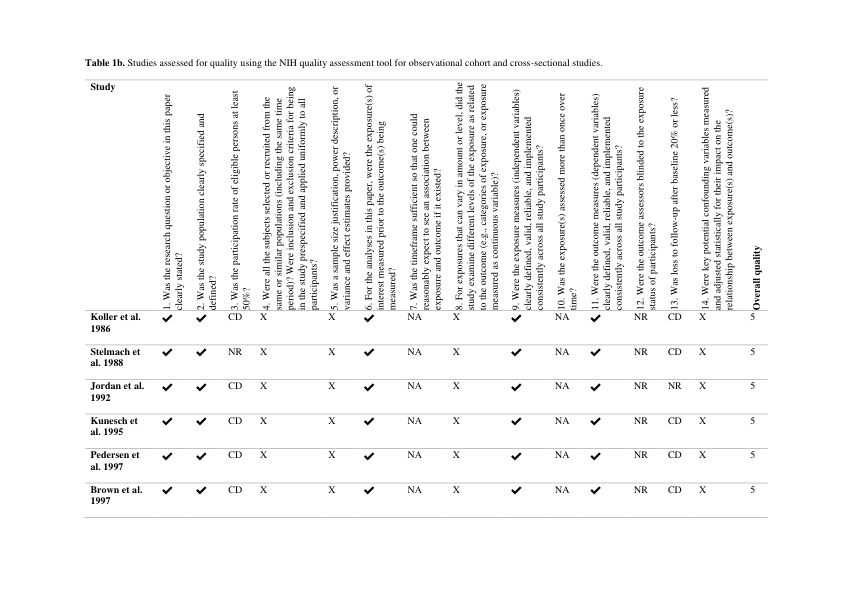 Table 1b. Studies assessed for quality using the NIH quality assessment tool for observational cohort and cross-sectional studies.
Study
1. Was the research question or objective in this paper
clearly stated?
2. Was the study population clearly specified and
defined?
3. Was the participation rate of eligible persons at least
50%?
4. Were all the subjects selected or recruited from the
same or similar populations (including the same time
period)? Were inclusion and exclusion criteria for being
in the study prespecified and applied uniformly to all
participants?
5. Was a sample size justification, power description, or
variance and effect estimates provided?
6. For the analyses in this paper, were the exposure(s) of
interest measured prior to the outcome(s) being
measured?
7. Was the timeframe sufficient so that one could
reasonably expect to see an association between
exposure and outcome if it existed?
8. For exposures that can vary in amount or level, did the
study examine different levels of the exposure as related
to the outcome (e.g., categories of exposure, or exposure
measured as continuous variable)?
9. Were the exposure measures (independent variables)
clearly defined, valid, reliable, and implemented
consistently across all study participants?
10. Was the exposure(s) assessed more than once over
time?
11. Were the outcome measures (dependent variables)
clearly defined, valid, reliable, and implemented
consistently across all study participants?
12. Were the outcome assessors blinded to the exposure
status of participants?
13. Was loss to follow-up after baseline 20% or less?
14. Were key potential confounding variables measured
and adjusted statistically for their impact on the
relationship between exposure(s) and outcome(s)?
Overall quality
Koller et al. ✔ ✔ CD X X ✔ NA X ✔ NA ✔ NR CD X 5
1986
Stelmach et ✔ ✔ NR X X ✔ NA X ✔ NA ✔ NR CD X 5
al. 1988
Jordan et al. ✔ ✔ CD X X ✔ NA X ✔ NA ✔ NR NR X 5
1992
Kunesch et ✔ ✔ CD X X ✔ NA X ✔ NA ✔ NR CD X 5
al. 1995
Pedersen et ✔ ✔ CD X X ✔ NA X ✔ NA ✔ NR CD X 5
al. 1997
Brown et al. ✔ ✔ CD X X ✔ NA X ✔ NA ✔ NR CD X 5
1997